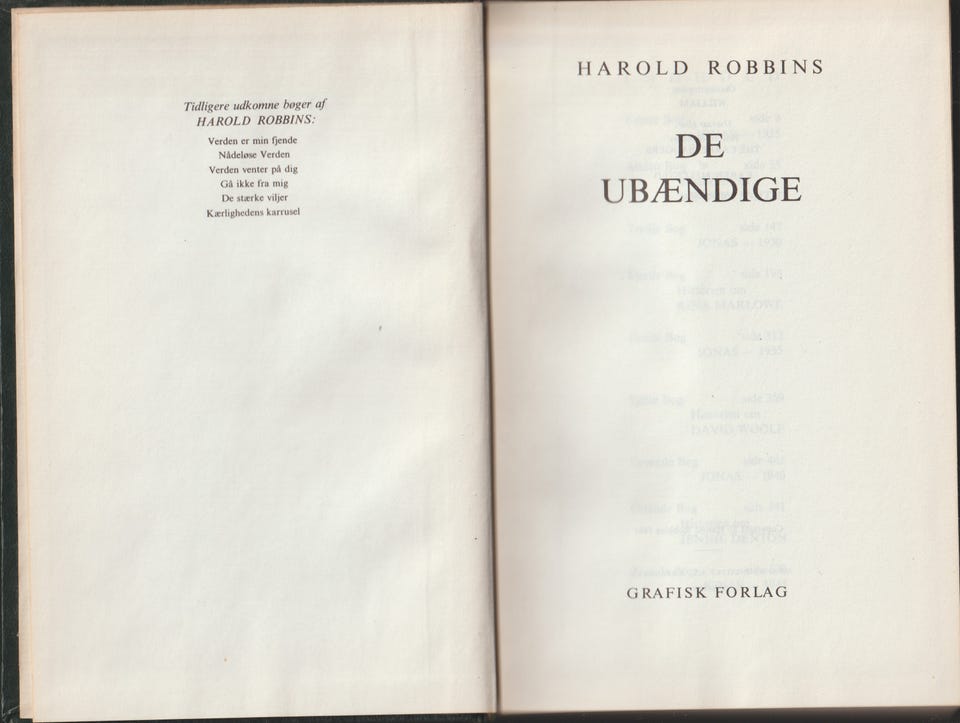 Tidligere udkomne bøger af
HAROLD ROBBINS:
Verden er min fjende
Nådeløse Verden
Verden venter på dig
Gå ikke fra mig
De stærke viljer
Kærlighedens karrusel
HAROLD ROBBINS
DE
UBÆNDIGE
GRAFISK FORLAG